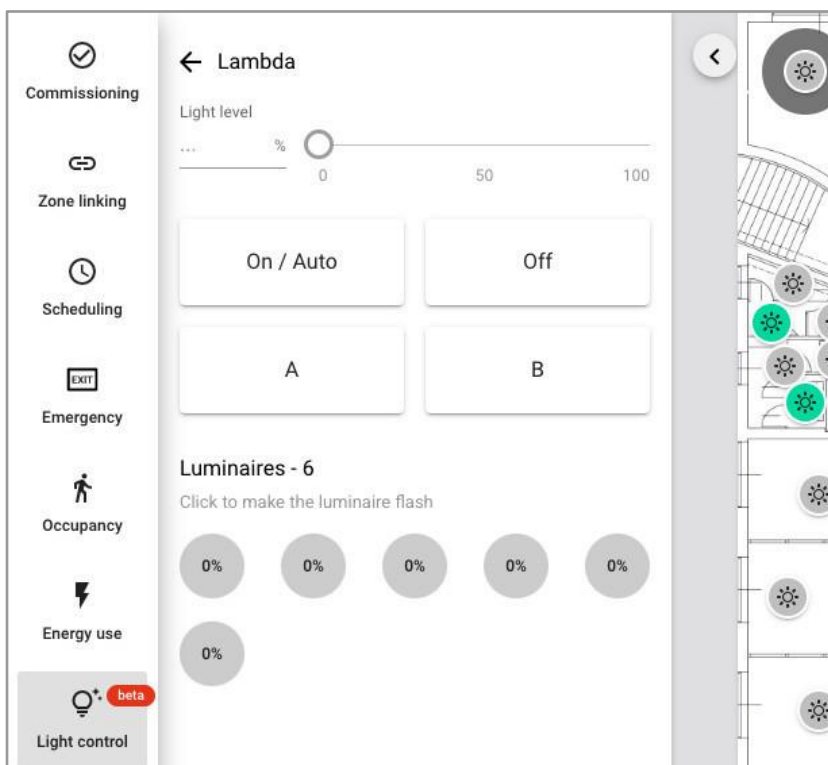 Commissioning
Zone linking
Scheduling
EXIT
Emergency
Occupancy
Energy use
beta
Light control
Lambda
Light level
... %
0 50 100
On / Auto Off
A B
Luminaires - 6
Click to make the luminaire flash
0% 0% 0% 0% 0%
0%